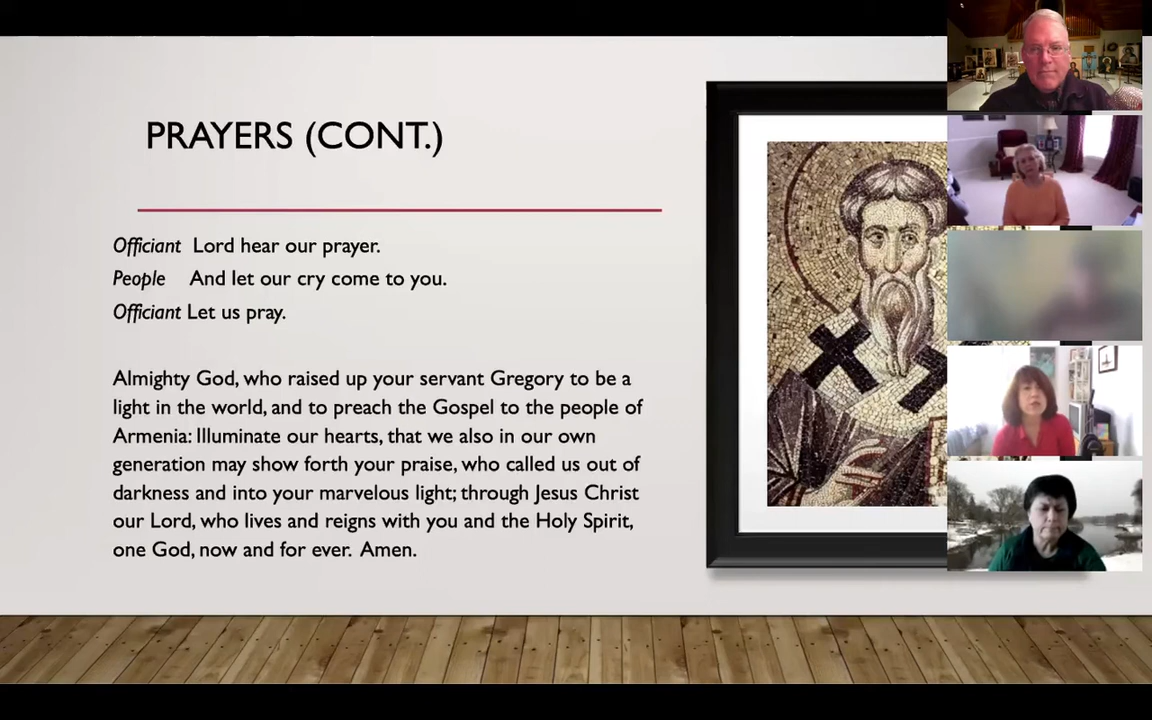 PRAYERS (CONT.)
Officiant Lord hear our prayer.
People And let our cry come to you.
Officiant Let us pray.
Almighty God, who raised up your servant Gregory to be a
light in the world, and to preach the Gospel to the people of
Armenia: Illuminate our hearts, that we also in our own
generation may show forth your praise, who called us out of
darkness and into your marvelous light; through Jesus Christ
our Lord, who lives and reigns with you and the Holy Spirit,
one God, now and for ever. Amen.